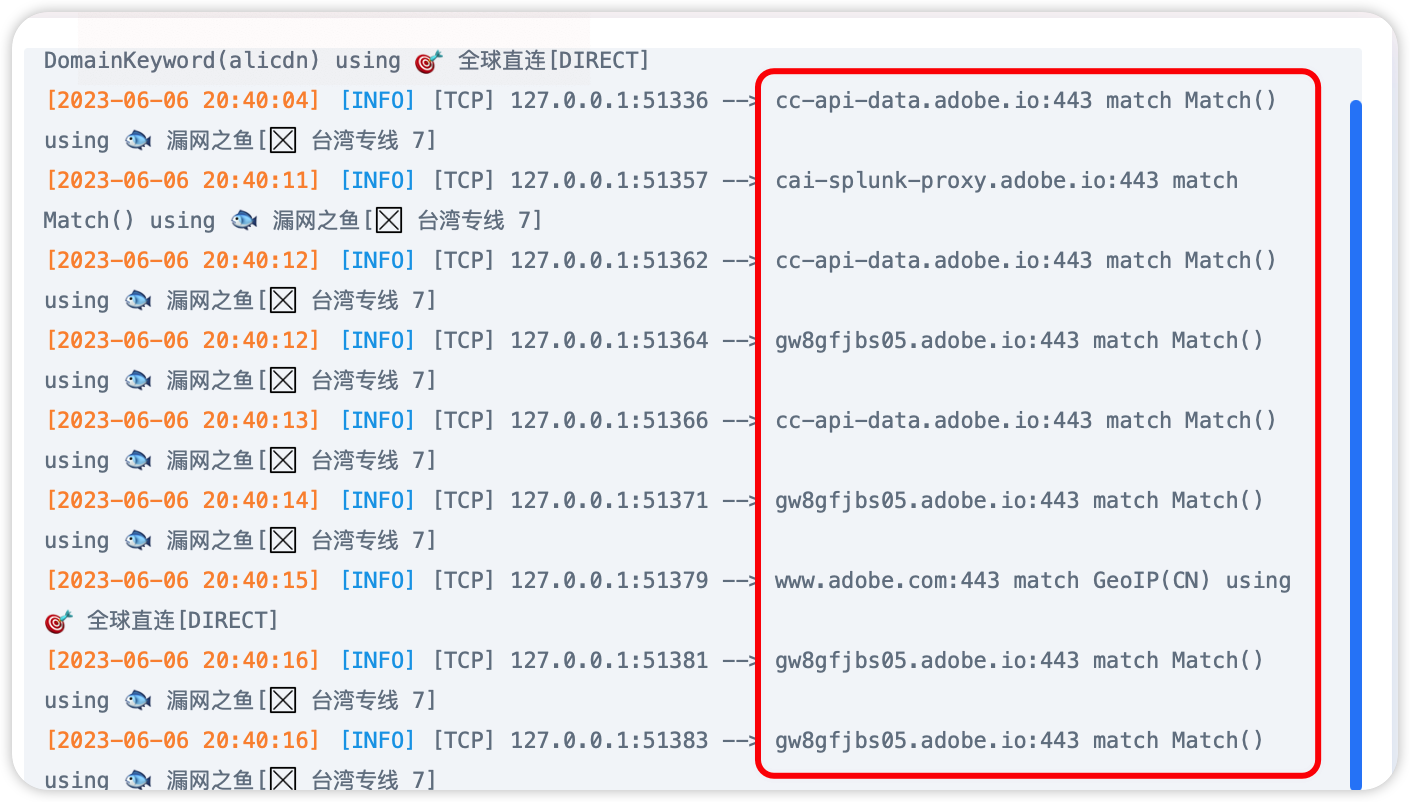 DomainKeyword(alicdn) using 🎯 全球直连[DIRECT]
[2023-06-06 20:40:04] [INFO] [TCP] 127.0.0.1:51336 --> cc-api-data.adobe.io:443 match Match()
using 🐟 漏网之鱼[ 台湾专线 7]
[2023-06-06 20:40:11] [INFO] [TCP] 127.0.0.1:51357 --> cai-splunk-proxy.adobe.io:443 match
Match() using 🐟 漏网之鱼[ 台湾专线 7]
[2023-06-06 20:40:12] [INFO] [TCP] 127.0.0.1:51362 --> cc-api-data.adobe.io:443 match Match()
using 🐟 漏网之鱼[ 台湾专线 7]
[2023-06-06 20:40:12] [INFO] [TCP] 127.0.0.1:51364 --> gw8gfjbs05.adobe.io:443 match Match()
using 🐟 漏网之鱼[ 台湾专线 7]
[2023-06-06 20:40:13] [INFO] [TCP] 127.0.0.1:51366 --> cc-api-data.adobe.io:443 match Match()
using 🐟 漏网之鱼[ 台湾专线 7]
[2023-06-06 20:40:14] [INFO] [TCP] 127.0.0.1:51371 --> gw8gfjbs05.adobe.io:443 match Match()
using 🐟 漏网之鱼[ 台湾专线 7]
[2023-06-06 20:40:15] [INFO] [TCP] 127.0.0.1:51379 --> www.adobe.com:443 match GeoIP(CN) using
🎯 全球直连[DIRECT]
[2023-06-06 20:40:16] [INFO] [TCP] 127.0.0.1:51381 --> gw8gfjbs05.adobe.io:443 match Match()
using 🐟 漏网之鱼[ 台湾专线 7]
[2023-06-06 20:40:16] [INFO] [TCP] 127.0.0.1:51383 --> gw8gfjbs05.adobe.io:443 match Match()
using 🐟 漏网之鱼[ 台湾专线 7]